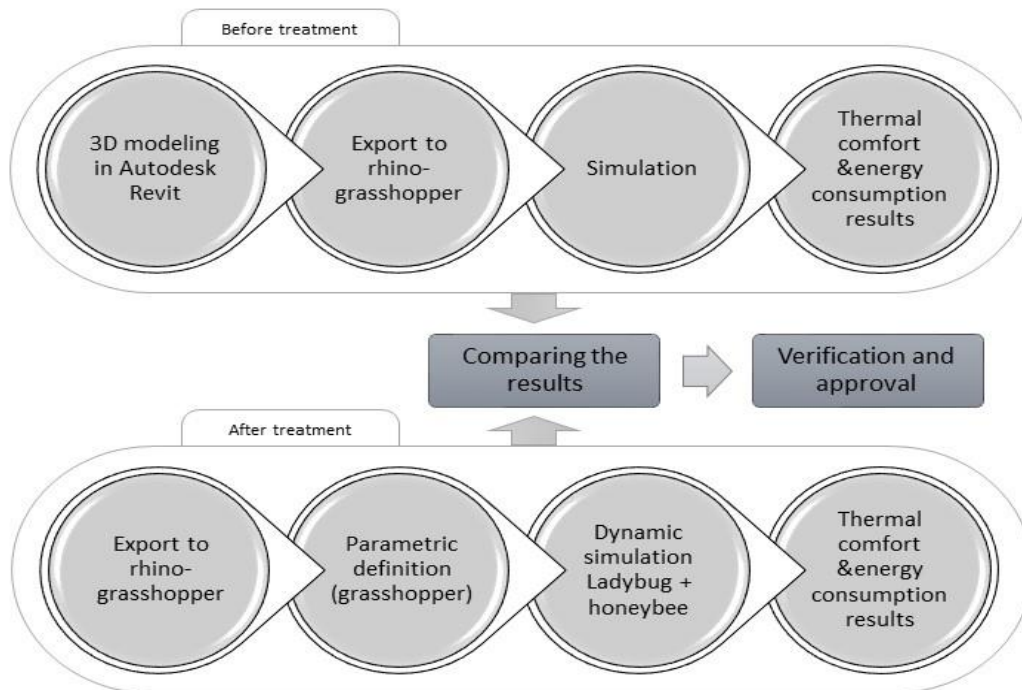 Before treatment
3D modeling
in Autodesk
Revit
Export to
rhino-
grasshopper
Simulation
Thermal
comfort
&energy
consumption
results
Comparing the
results
Verification and
approval
After treatment
Export to
rhino-
grasshopper
Parametric
definition
(grasshopper)
Dynamic
simulation
Ladybug +
honeybee
Thermal
comfort
&energy
consumption
results